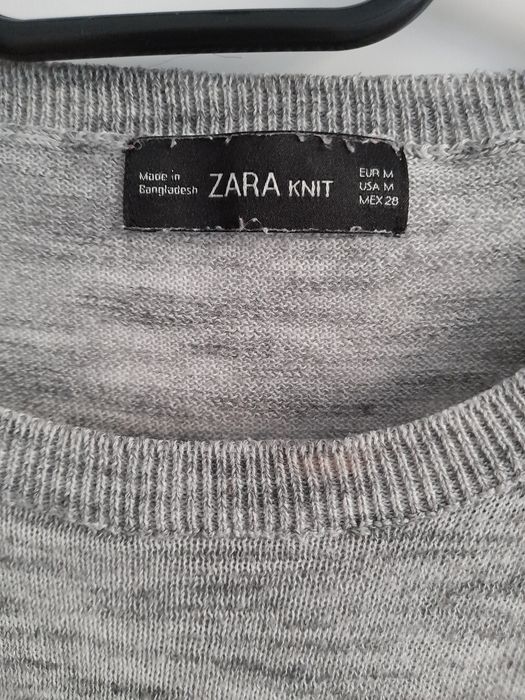 Made in
Bangladesh
ZARA KNIT
EUR M
USA M
MEX 28